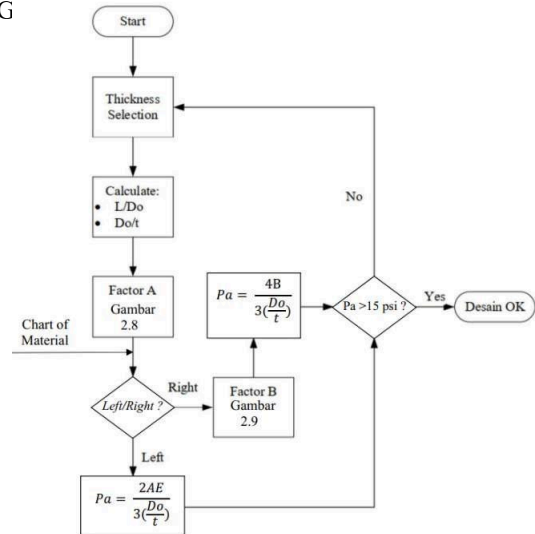 G
Start
Thickness
Selection
Calculate:
• L/Do
• Do/t
Factor A
Gambar
2.8
Chart of
Material
Left/Right ?
Right
Factor B
Gambar
2.9
Left
Pa = 2AE / 3(Do/t)
Pa = 4B / 3(Do/t)
Pa >15 psi ?
No
Yes
Desain OK